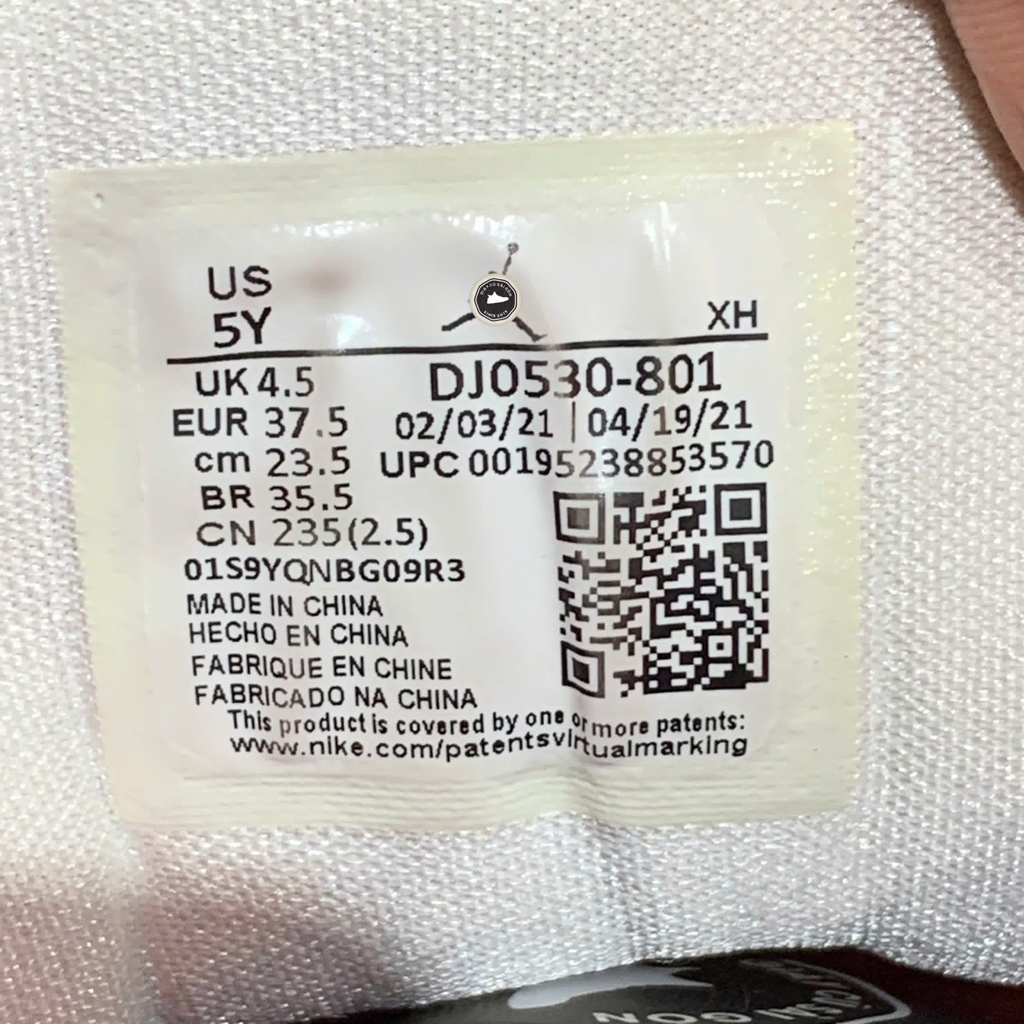 US
5Y
XH
UK 4.5
DJ0530-801
EUR 37.5
02/03/21 | 04/19/21
cm 23.5
UPC 00195238853570
BR 35.5
CN 235(2.5)
01S9YQNBG09R3
MADE IN CHINA
HECHO EN CHINA
FABRIQUE EN CHINE
FABRICADO NA CHINA
This product is covered by one or more patents:
www.nike.com/patentsvirtualmarking